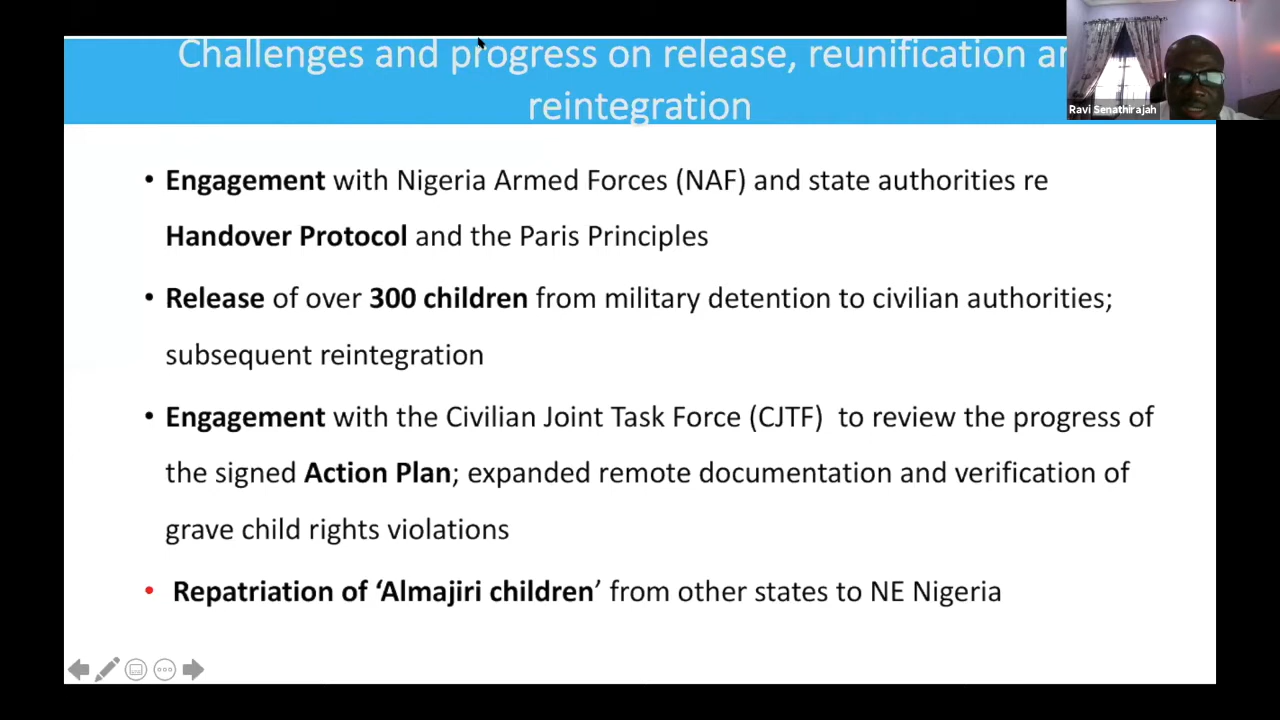 Challenges and progress on release, reunification an
reintegration
Ravi Senathirajah
• Engagement with Nigeria Armed Forces (NAF) and state authorities re
Handover Protocol and the Paris Principles
• Release of over 300 children from military detention to civilian authorities;
subsequent reintegration
• Engagement with the Civilian Joint Task Force (CJTF)  to review the progress of
the signed Action Plan; expanded remote documentation and verification of
grave child rights violations
• Repatriation of ‘Almajiri children’ from other states to NE Nigeria